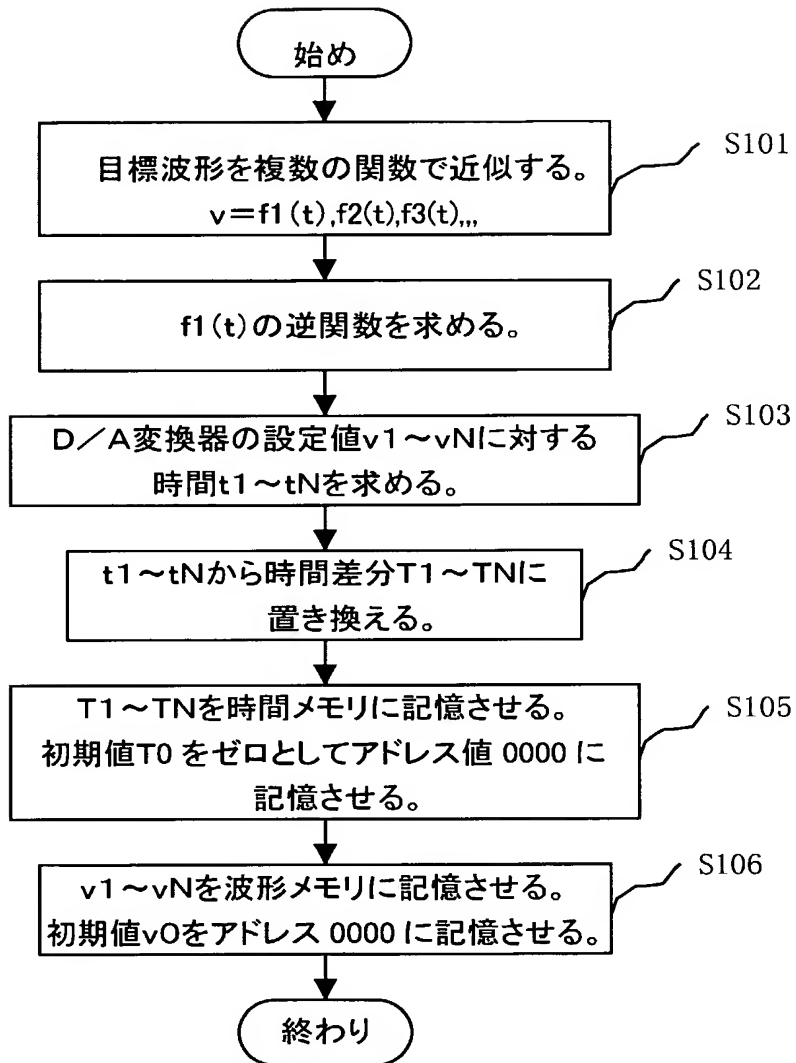 始め
目標波形を複数の関数で近似する。
v=f1(t),f2(t),f3(t),,,
S101
f1(t)の逆関数を求める。
S102
D/A変換器の設定値v1~vNに対する
時間t1~tNを求める。
S103
t1~tNから時間差分T1~TNに
置き換える。
S104
T1~TNを時間メモリに記憶させる。
初期値T0をゼロとしてアドレス値 0000 に
記憶させる。
S105
v1~vNを波形メモリに記憶させる。
初期値v0をアドレス 0000 に記憶させる。
S106
終わり